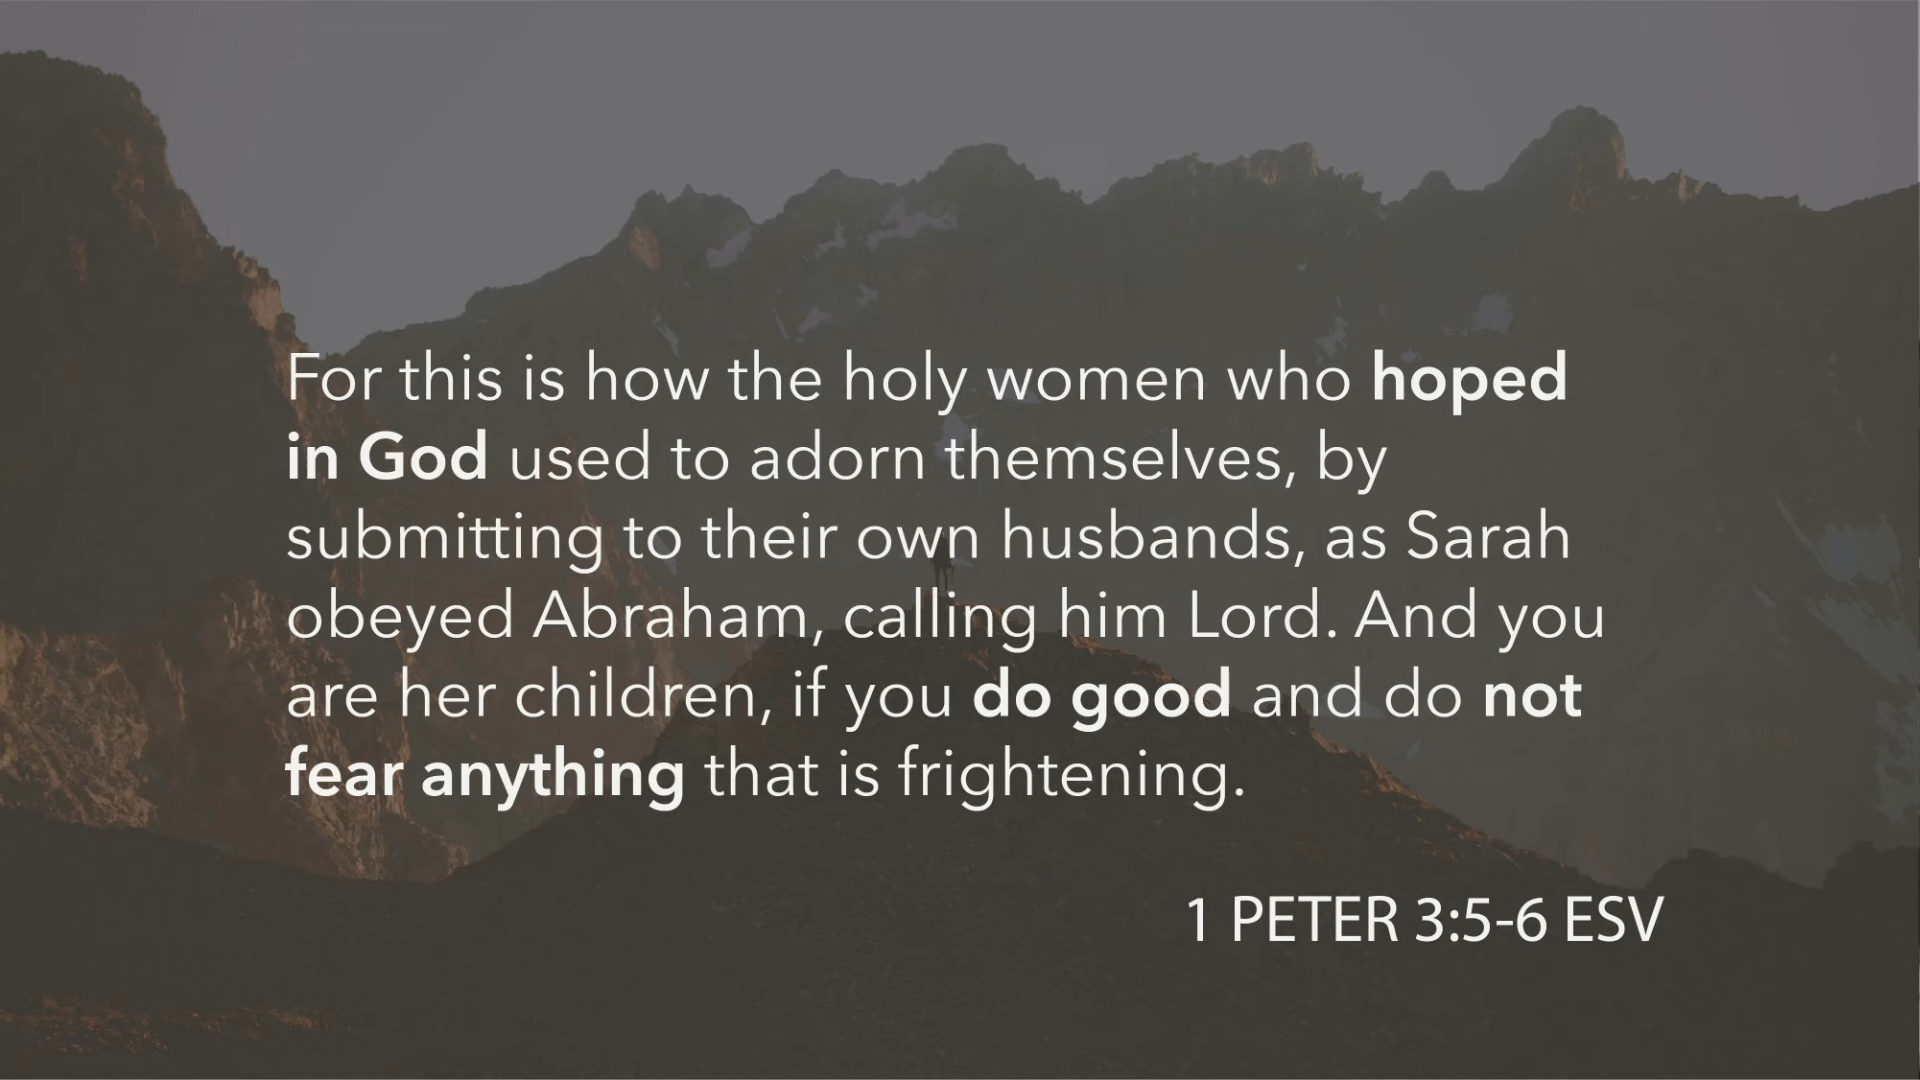 For this is how the holy women who hoped
in God used to adorn themselves, by
submitting to their own husbands, as Sarah
obeyed Abraham, calling him Lord. And you
are her children, if you do good and do not
fear anything that is frightening.
1 PETER 3:5-6 ESV